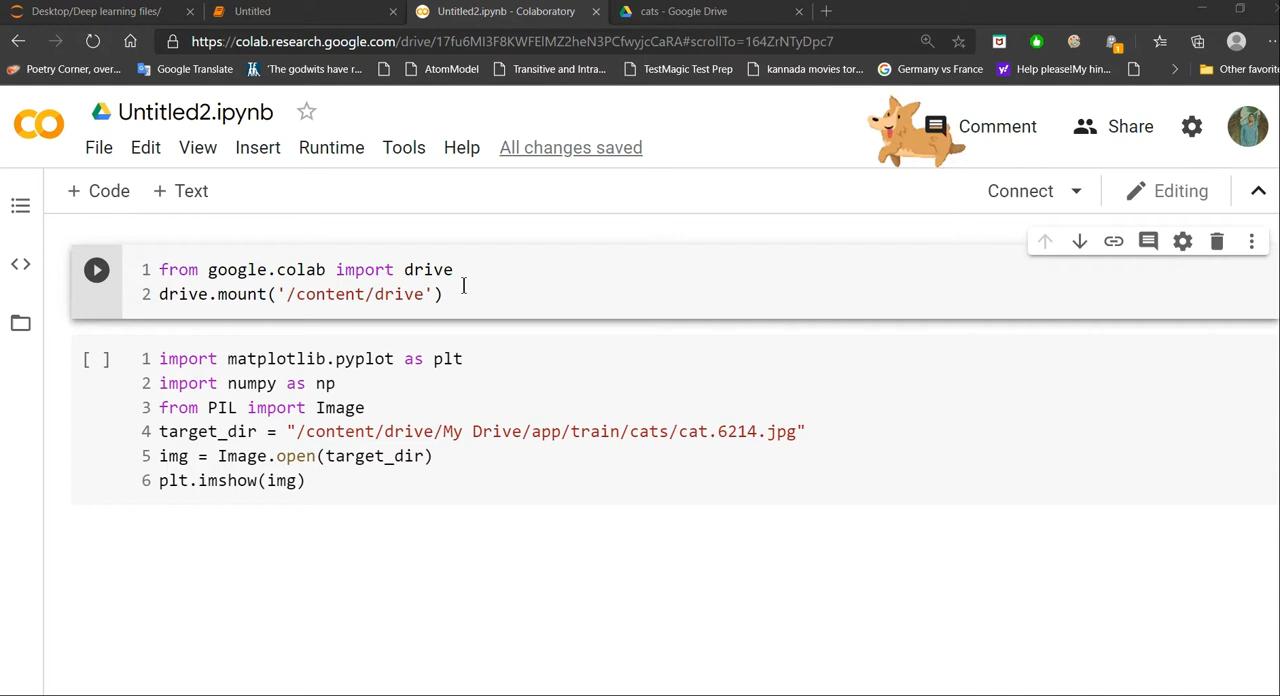 Desktop/Deep learning files/
Untitled
Untitled2.ipynb - Colaboratory
cats - Google Drive
https://colab.research.google.com/drive/17fu6MI3F8KWFElMZ2heN3PCfwyjcCaRA#scrollTo=164ZrNTyDpc7
Poetry Corner, over...
Google Translate
'The godwits have r...
AtomModel
Transitive and Intra...
TestMagic Test Prep
kannada movies tor...
Germany vs France
Help please!My hin...
Other favorit
CO
Untitled2.ipynb
Comment
Share
File Edit View Insert Runtime Tools Help All changes saved
+ Code + Text
Connect
Editing
1 from google.colab import drive
2 drive.mount('/content/drive')
[ ]
1 import matplotlib.pyplot as plt
2 import numpy as np
3 from PIL import Image
4 target_dir = "/content/drive/My Drive/app/train/cats/cat.6214.jpg"
5 img = Image.open(target_dir)
6 plt.imshow(img)